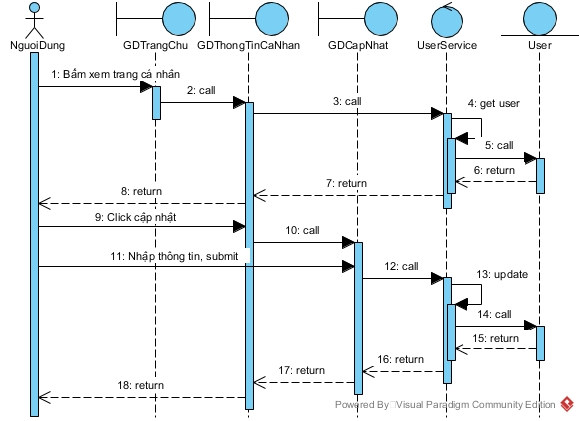 NguoiDung
GDTrangChu
GDThongTinCaNhan
GDCapNhat
UserService
User
1: Bấm xem trang cá nhân
2: call
3: call
4: get user
5: call
6: return
7: return
8: return
9: Click cập nhật
10: call
11: Nhập thông tin, submit
12: call
13: update
14: call
15: return
16: return
17: return
18: return
Powered By Visual Paradigm Community Edition